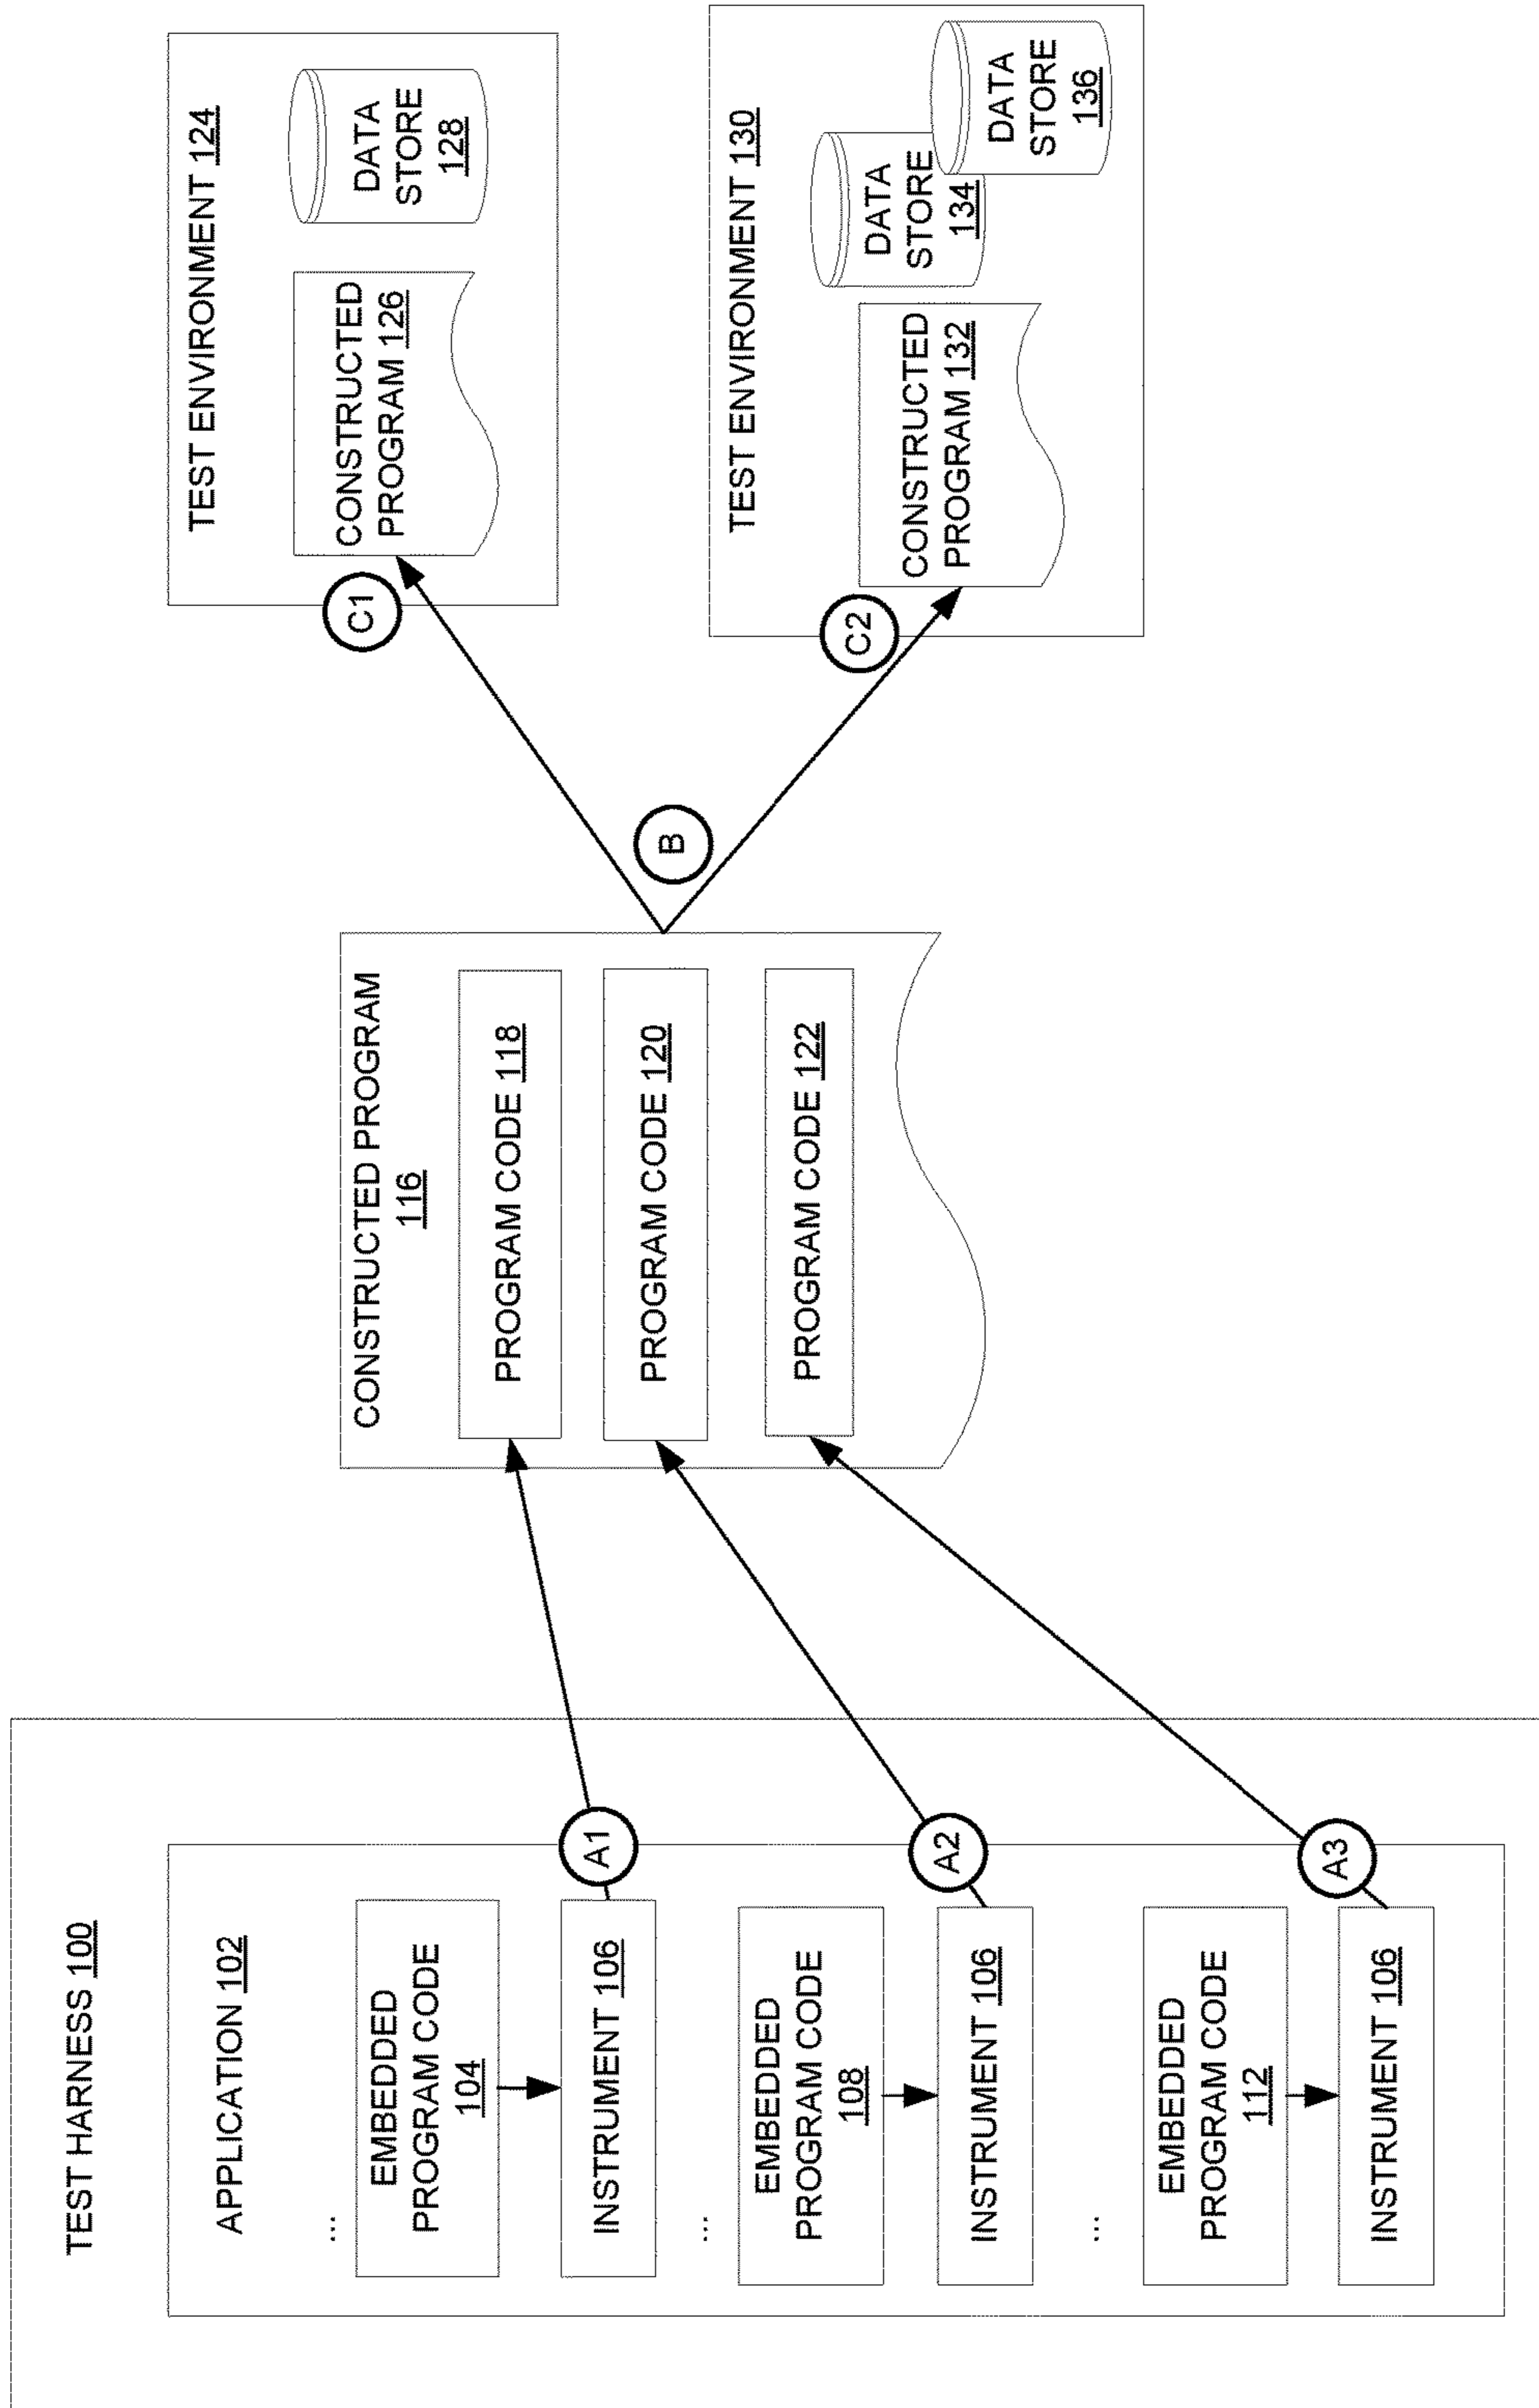 TEST HARNESS 100
APPLICATION 102
...
EMBEDDED
PROGRAM CODE
104
INSTRUMENT 106
...
EMBEDDED
PROGRAM CODE
108
INSTRUMENT 106
...
EMBEDDED
PROGRAM CODE
112
INSTRUMENT 106
A1
A2
A3
CONSTRUCTED PROGRAM
116
PROGRAM CODE 118
PROGRAM CODE 120
PROGRAM CODE 122
B
C1
C2
TEST ENVIRONMENT 124
CONSTRUCTED
PROGRAM 126
DATA
STORE
128
TEST ENVIRONMENT 130
CONSTRUCTED
PROGRAM 132
DATA
STORE
134
DATA
STORE
136